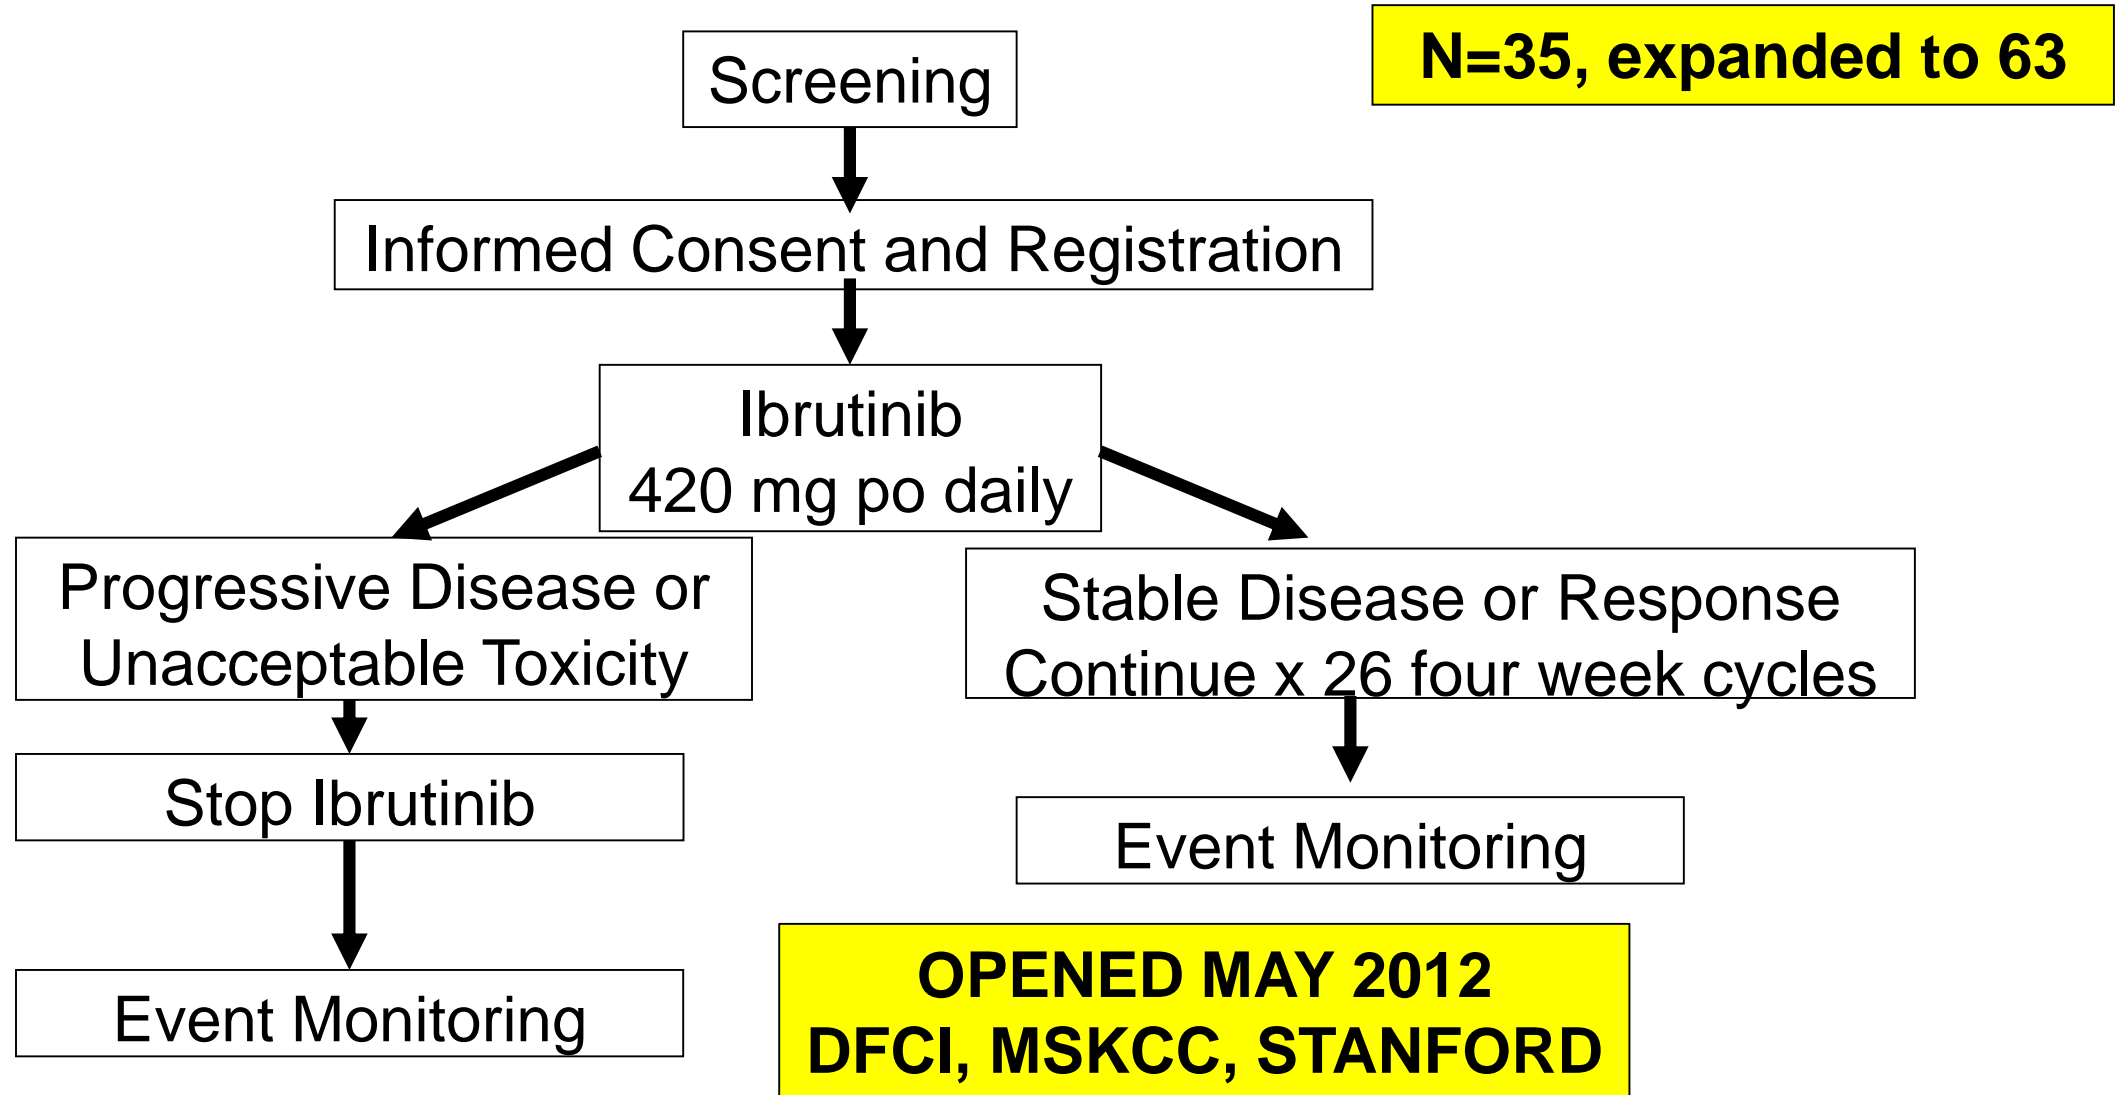 N=35, expanded to 63
Screening
Informed Consent and Registration
Ibrutinib
420 mg po daily
Progressive Disease or
Unacceptable Toxicity
Stable Disease or Response
Continue x 26 four week cycles
Stop Ibrutinib
Event Monitoring
Event Monitoring
OPENED MAY 2012
DFCI, MSKCC, STANFORD